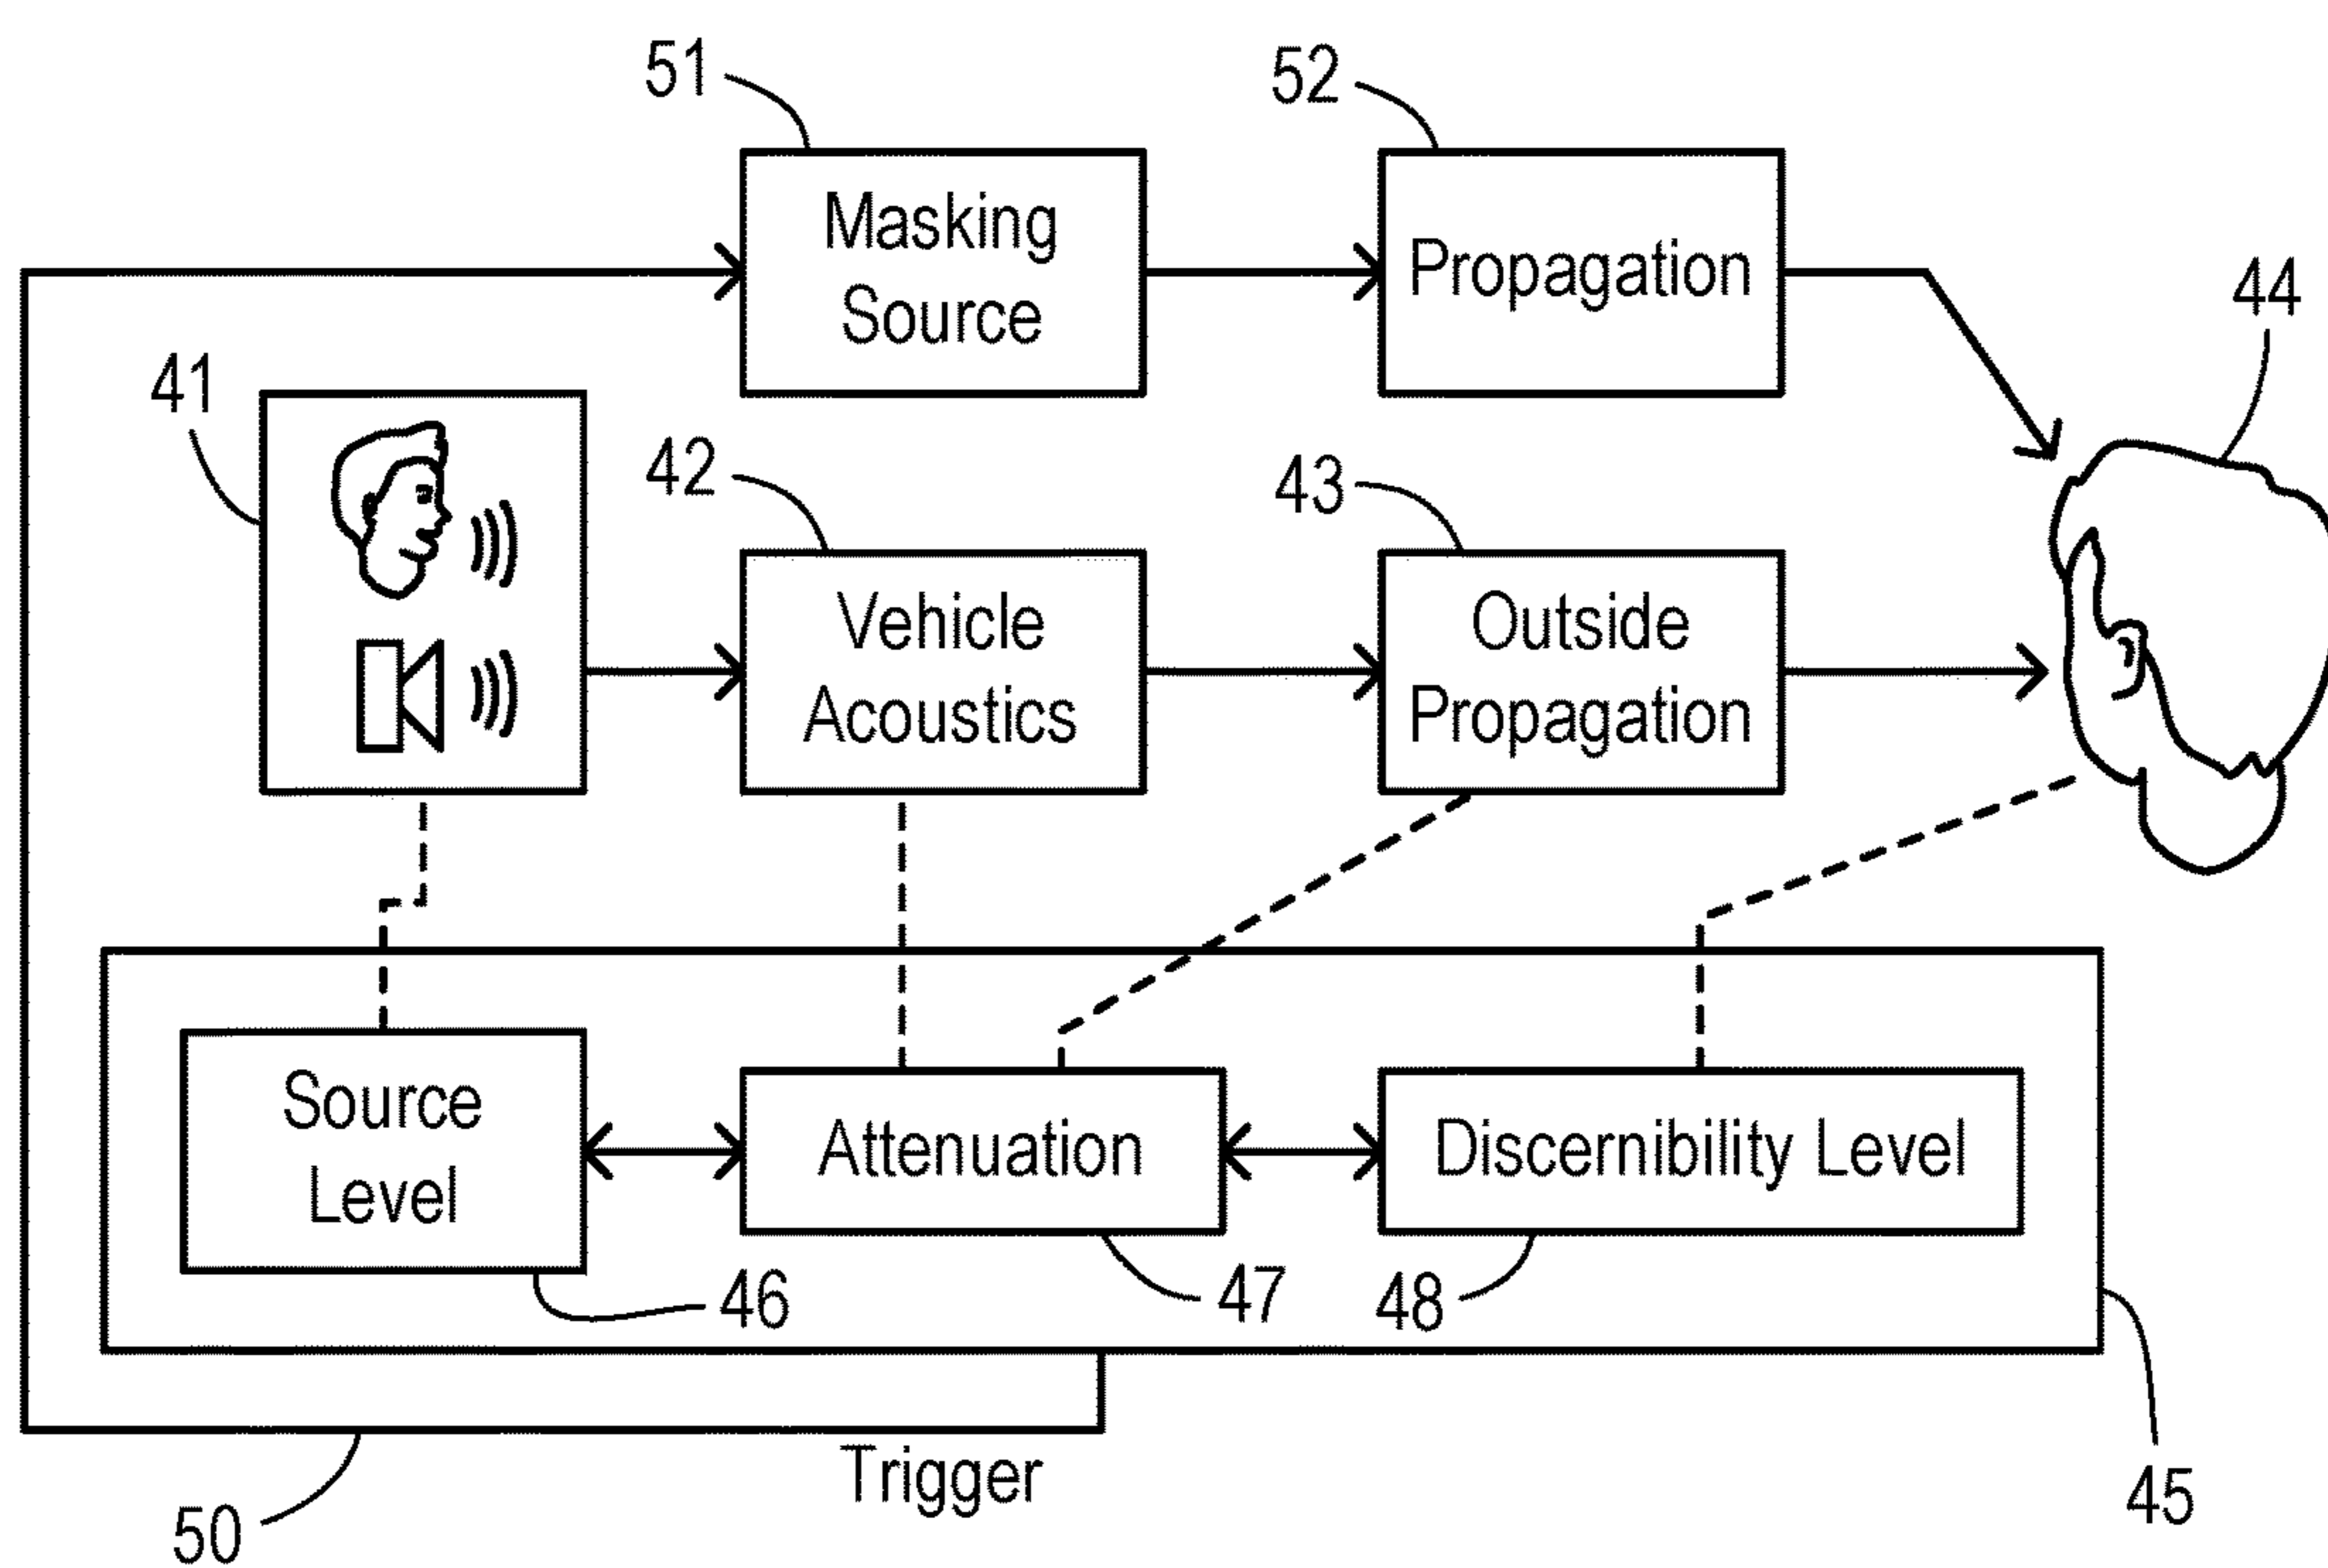 51
52
Masking
Source
Propagation
44
41
42
43
Vehicle
Acoustics
Outside
Propagation
Source
Level
Attenuation
Discernibility Level
46
47
48
Trigger
45
50